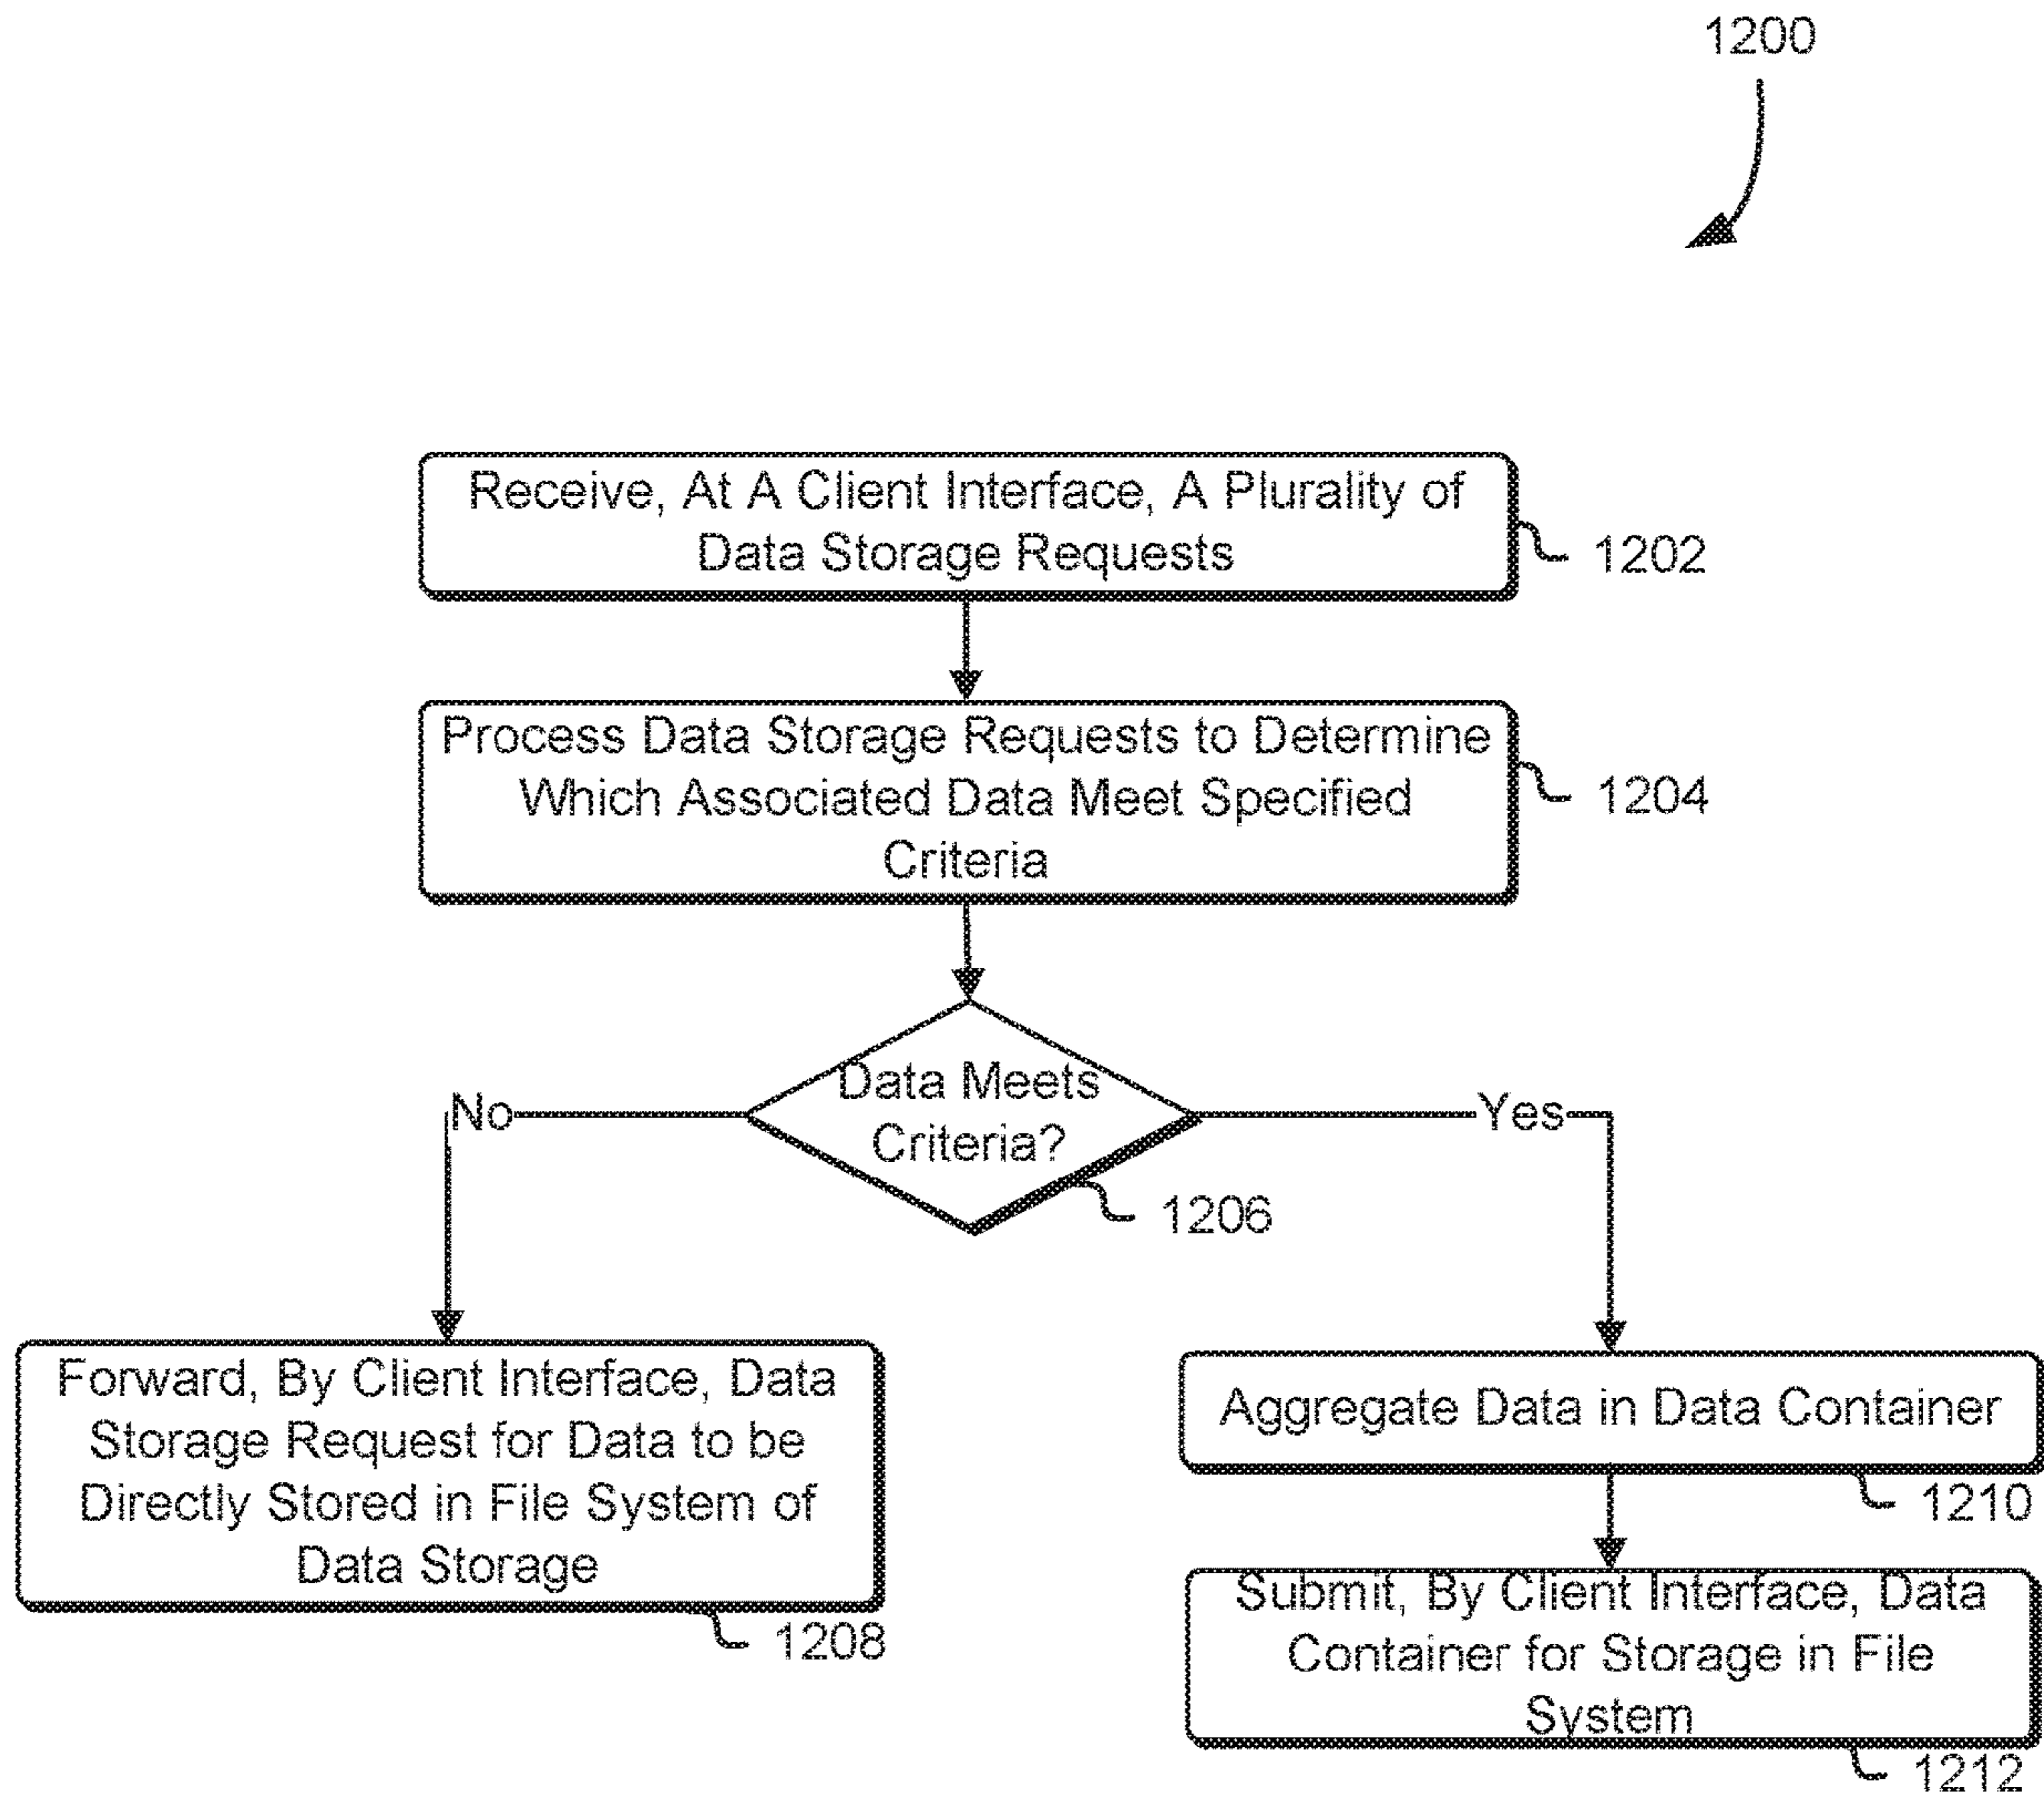 1200
Receive, At A Client Interface, A Plurality of
Data Storage Requests
1202
Process Data Storage Requests to Determine
Which Associated Data Meet Specified
Criteria
1204
Data Meets
Criteria?
1206
No
Yes
Forward, By Client Interface, Data
Storage Request for Data to be
Directly Stored in File System of
Data Storage
1208
Aggregate Data in Data Container
1210
Submit, By Client Interface, Data
Container for Storage in File
System
1212